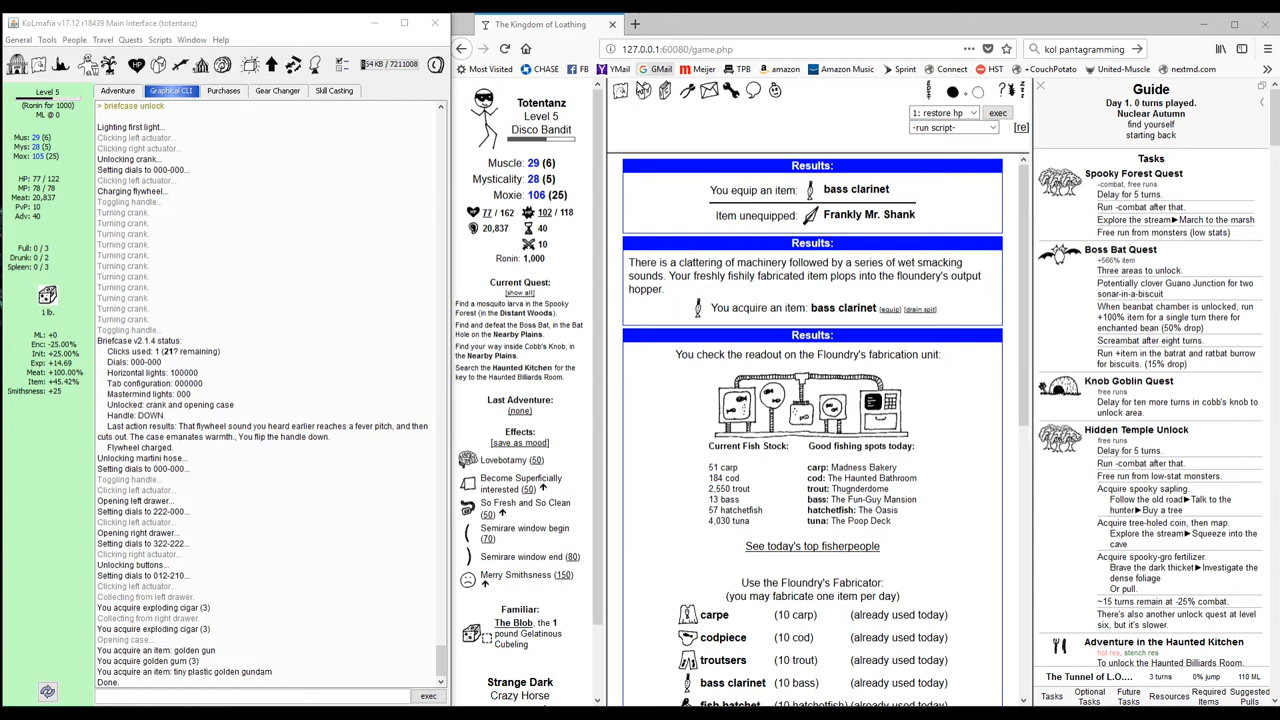 KoLmafia v17.12 r18439 Main Interface (totentanz)
General Tools People Travel Quests Scripts Window Help
54 KB / 7211008
Level 5
(Ronin for 1000)
ML @ 0
Mus: 29 (6)
Mys: 28 (5)
Mox: 105 (25)
HP: 77 / 122
MP: 78 / 78
Meat: 20,837
PvP: 10
Adv: 40
Full: 0 / 3
Drunk: 0 / 2
Spleen: 0 / 3
1 lb.
ML: +0
Enc: -25.00%
Init: +25.00%
Exp: +14.69
Meat: +100.00%
Item: +45.42%
Smithsness: +25
Adventure Graphical CLI Purchases Gear Changer Skill Casting
> briefcase unlock
Lighting first light...
Clicking left actuator...
Clicking right actuator...
Unlocking crank...
Setting dials to 000-000...
Clicking left actuator...
Charging flywheel...
Toggling handle...
Turning crank.
Turning crank.
Turning crank.
Turning crank.
Turning crank.
Turning crank.
Turning crank.
Turning crank.
Turning crank.
Turning crank.
Turning crank.
Toggling handle...
Briefcase v2.1.4 status:
Clicks used: 1 (21? remaining)
Dials: 000-000
Horizontal lights: 100000
Tab configuration: 000000
Mastermind lights: 000
Unlocked: crank and opening case
Handle: DOWN
Last action results: That flywheel sound you heard earlier reaches a fever pitch, and then
cuts out. The case emanates warmth., You flip the handle down.
Flywheel charged.
Unlocking martini hose...
Setting dials to 000-000...
Toggling handle...
Clicking left actuator...
Opening left drawer...
Setting dials to 222-000...
Clicking left actuator...
Opening right drawer...
Setting dials to 322-222...
Clicking right actuator...
Unlocking buttons...
Setting dials to 012-210...
Clicking left actuator...
Collecting from left drawer.
You acquire exploding cigar (3)
Collecting from right drawer.
You acquire exploding cigar (3)
Opening case...
You acquire an item: golden gun
You acquire golden gum (3)
You acquire an item: tiny plastic golden gundam
Done.
exec
The Kingdom of Loathing
127.0.0.1:60080/game.php
kol pantagramming
Most Visited CHASE FB YMail GMail Meijer TPB amazon Amazon Music Sprint Connect HST +CouchPotato United-Muscle nextmd.com
Totentanz
Level 5
Disco Bandit
Muscle: 29 (6)
Mysticality: 28 (5)
Moxie: 106 (25)
77 / 162 102 / 118
20,837 40
10
Ronin: 1,000
Current Quest:
[show all]
Find a mosquito larva in the Spooky
Forest (in the Distant Woods).
Find and defeat the Boss Bat, in the Bat
Hole on the Nearby Plains.
Find your way inside Cobb's Knob, in
the Nearby Plains.
Search the Haunted Kitchen for the
key to the Haunted Billiards Room.
Last Adventure:
(none)
Effects:
[save as mood]
Lovebotamy (50)
Become Superficially
interested (50)
So Fresh and So Clean
(50)
Semirare window begin
(70)
Semirare window end (80)
Merry Smithsness (150)
Familiar:
The Blob, the 1
pound Gelatinous
Cubeling
Strange Dark
Crazy Horse
1: restore hp exec
-run script- [re]
Results:
You equip an item: bass clarinet
Item unequipped: Frankly Mr. Shank
Results:
There is a clattering of machinery followed by a series of wet smacking
sounds. Your freshly fishily fabricated item plops into the floundery's output
hopper.
You acquire an item: bass clarinet [equip] [drain spit]
Results:
You check the readout on the Floundry's fabrication unit:
Current Fish Stock: Good fishing spots today:
51 carp carp: Madness Bakery
184 cod cod: The Haunted Bathroom
2,550 trout trout: Thugnderdome
13 bass bass: The Fun-Guy Mansion
57 hatchetfish hatchetfish: The Oasis
4,030 tuna tuna: The Poop Deck
See today's top fisherpeople
Use the Floundry's Fabricator:
(you may fabricate one item per day)
carpe (10 carp) (already used today)
codpiece (10 cod) (already used today)
troutsers (10 trout) (already used today)
bass clarinet (10 bass) (already used today)
fish hatchet (10 hatchetfish) (already used today)
Guide
Day 1. 0 turns played.
Nuclear Autumn
find yourself
starting back
Tasks
Spooky Forest Quest
-combat, free runs
Delay for 5 turns.
Run -combat after that.
Explore the stream►March to the marsh
Free run from monsters (low stats)
Boss Bat Quest
+566% item
Three areas to unlock.
Potentially clover Guano Junction for two
sonar-in-a-biscuit
When beanbat chamber is unlocked, run
+100% item for a single turn there for
enchanted bean (50% drop)
Screambat after eight turns.
Run +item in the batrat and ratbat burrow
for biscuits. (15% drop)
Knob Goblin Quest
free runs
Delay for ten more turns in cobb's knob to
unlock area.
Hidden Temple Unlock
free runs
Delay for 5 turns.
Run -combat after that.
Free run from low-stat monsters.
Acquire spooky sapling.
Follow the old road►Talk to the
hunter►Buy a tree
Acquire tree-holed coin, then map.
Explore the stream►Squeeze into the
cave
Acquire spooky-gro fertilizer.
Brave the dark thicket►Investigate the
dense foliage
Or pull.
~15 turns remain at -25% combat.
There's also another unlock quest at level
six, but it's slower.
Adventure in the Haunted Kitchen
hot res, stench res
To unlock the Haunted Billiards Room.
The Tunnel of L.O.... 3 turns 0% jump 110 ML
Tasks Optional Tasks Future Tasks Resources Required Items Suggested Pulls